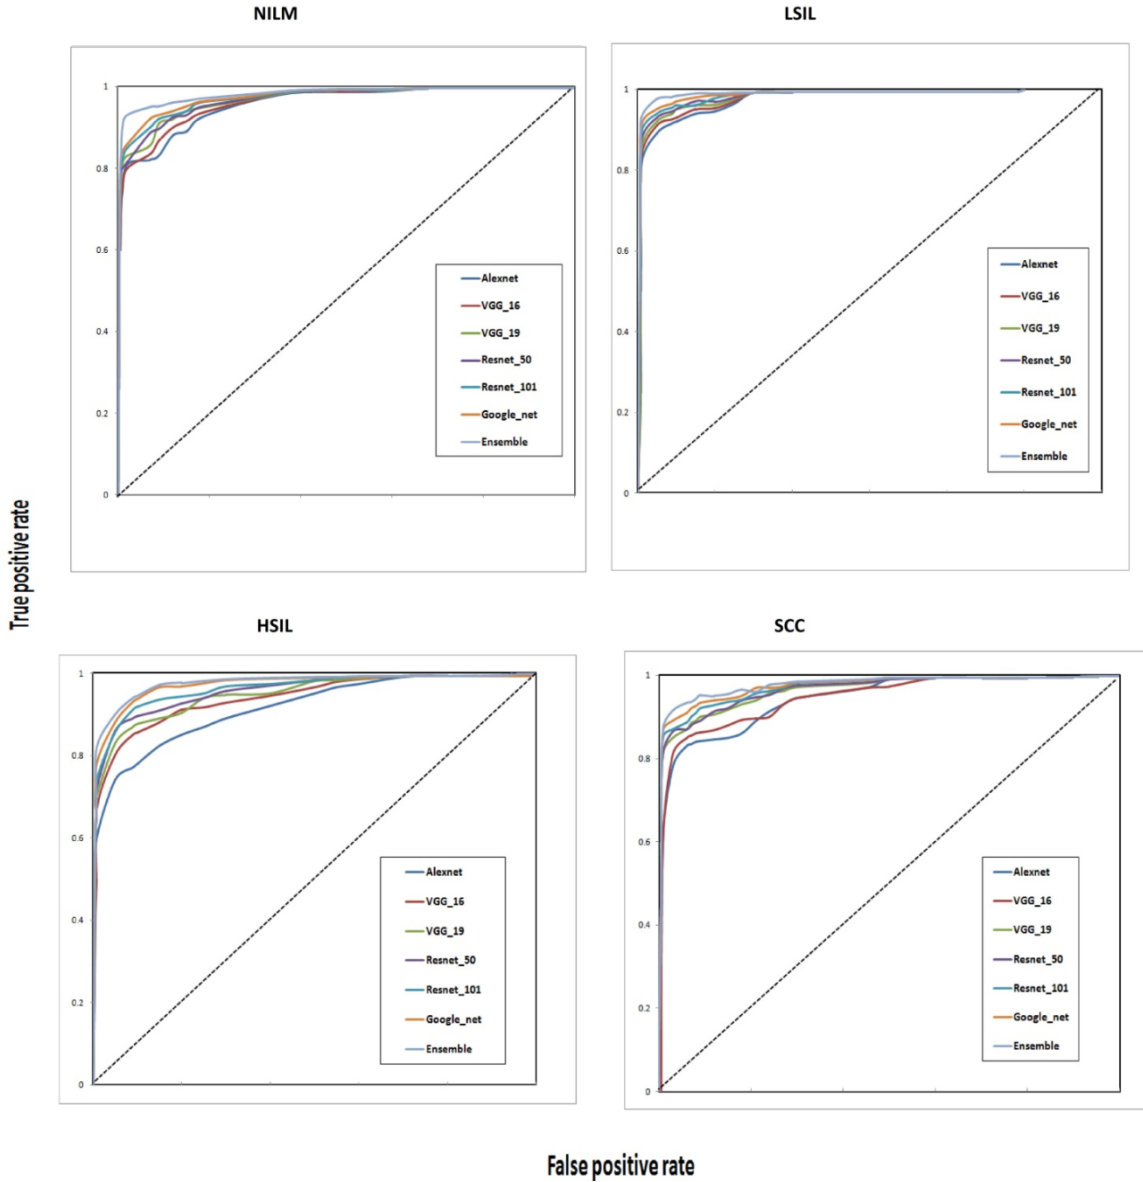 NILM
1
0.8
0.6
0.4
0.2
0
Alexnet
VGG_16
VGG_19
Resnet_50
Resnet_101
Google_net
Ensemble
LSIL
1
0.8
0.6
0.4
0.2
0
Alexnet
VGG_16
VGG_19
Resnet_50
Resnet_101
Google_net
Ensemble
True positive rate
HSIL
1
0.8
0.6
0.4
0.2
0
Alexnet
VGG_16
VGG_19
Resnet_50
Resnet_101
Google_net
Ensemble
SCC
1
0.8
0.6
0.4
0.2
0
Alexnet
VGG_16
VGG_19
Resnet_50
Resnet_101
Google_net
Ensemble
False positive rate